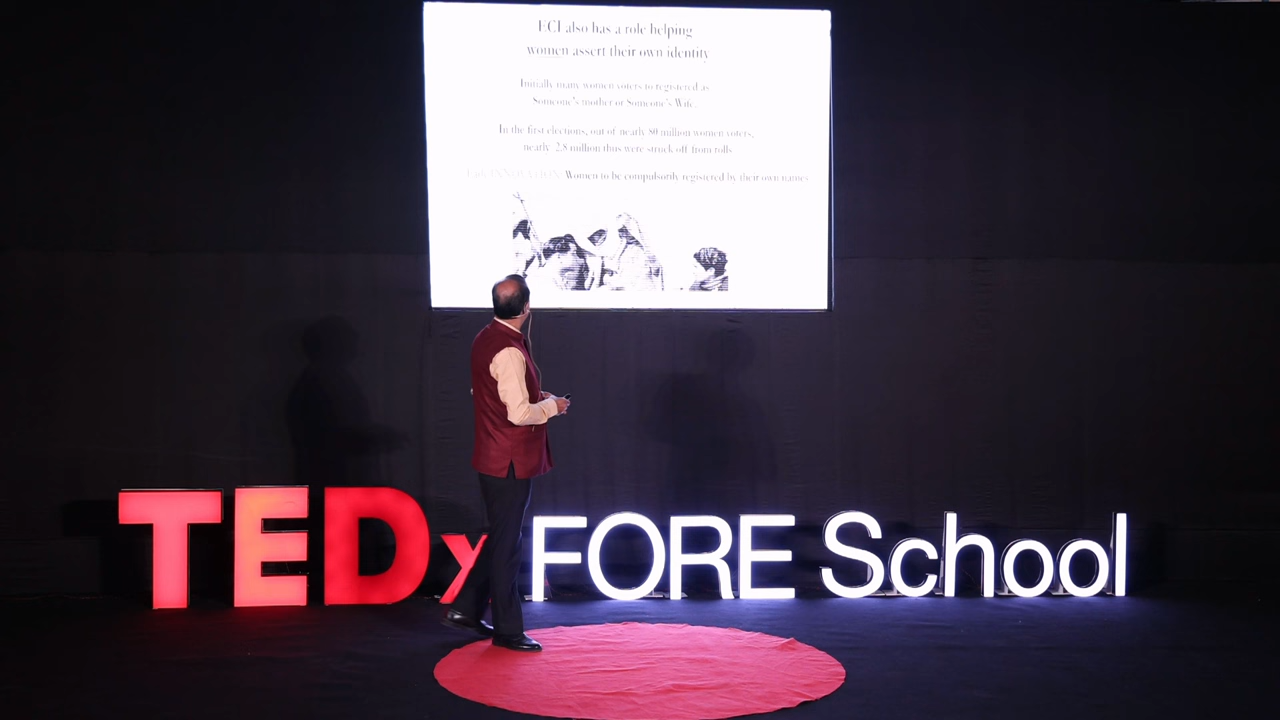 ECI also has a role helping
women assert their own identity
Initially many women voters to registered as
Someone's mother or Someone's Wife
In the first elections, out of nearly 80 million women voters,
nearly 2.8 million thus were struck off from rolls
Women to be compulsorily registered by their own names
TEDx FORE School